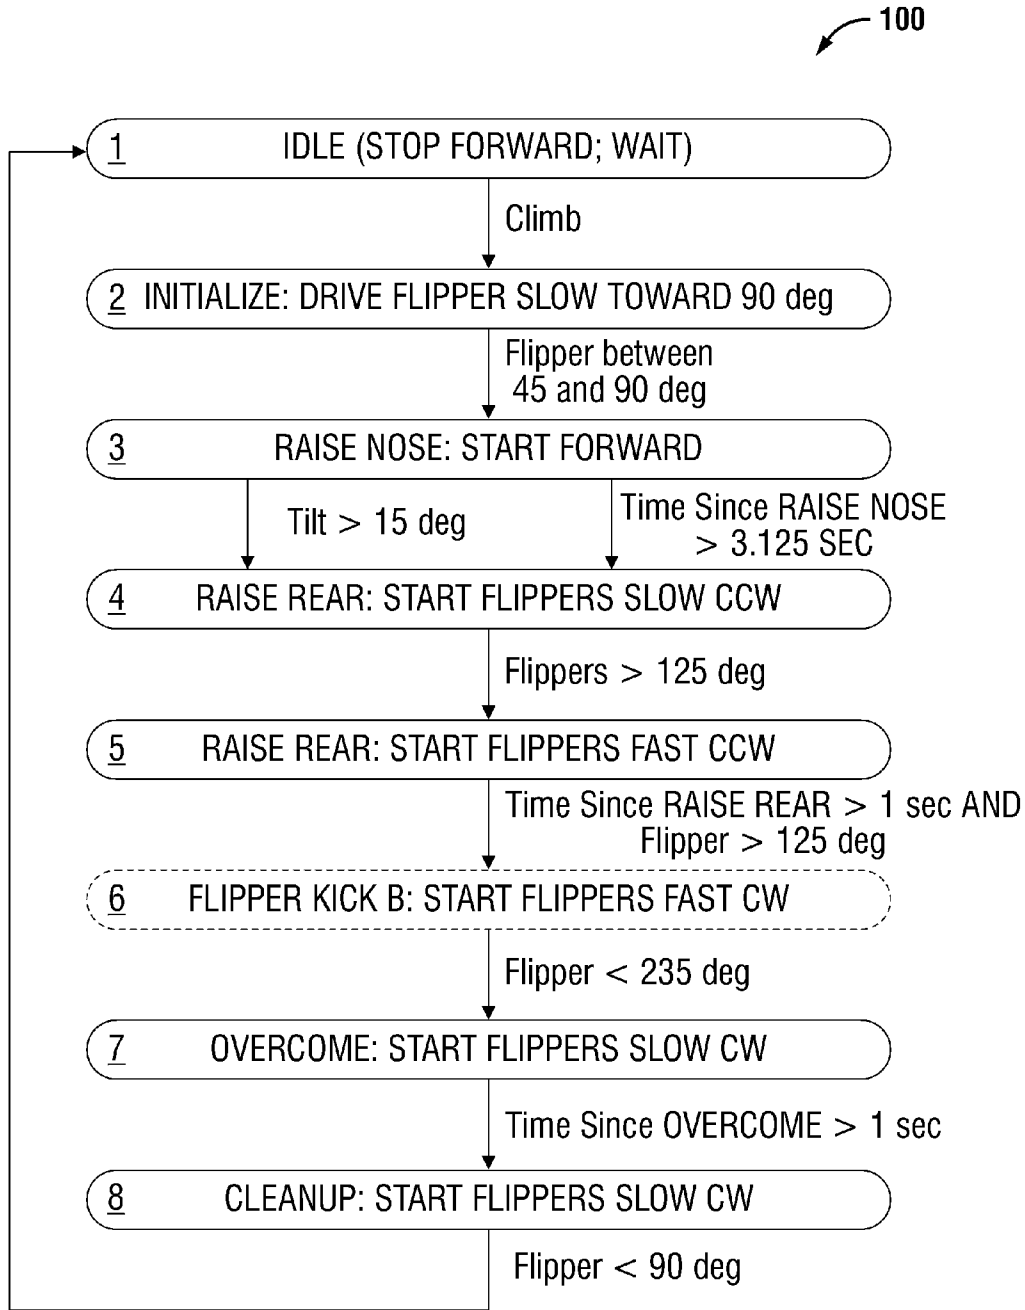 100
1 IDLE (STOP FORWARD; WAIT)
Climb
2 INITIALIZE: DRIVE FLIPPER SLOW TOWARD 90 deg
Flipper between
45 and 90 deg
3 RAISE NOSE: START FORWARD
Tilt > 15 deg
Time Since RAISE NOSE
> 3.125 SEC
4 RAISE REAR: START FLIPPERS SLOW CCW
Flippers > 125 deg
5 RAISE REAR: START FLIPPERS FAST CCW
Time Since RAISE REAR > 1 sec AND
Flipper > 125 deg
6 FLIPPER KICK B: START FLIPPERS FAST CW
Flipper < 235 deg
7 OVERCOME: START FLIPPERS SLOW CW
Time Since OVERCOME > 1 sec
8 CLEANUP: START FLIPPERS SLOW CW
Flipper < 90 deg